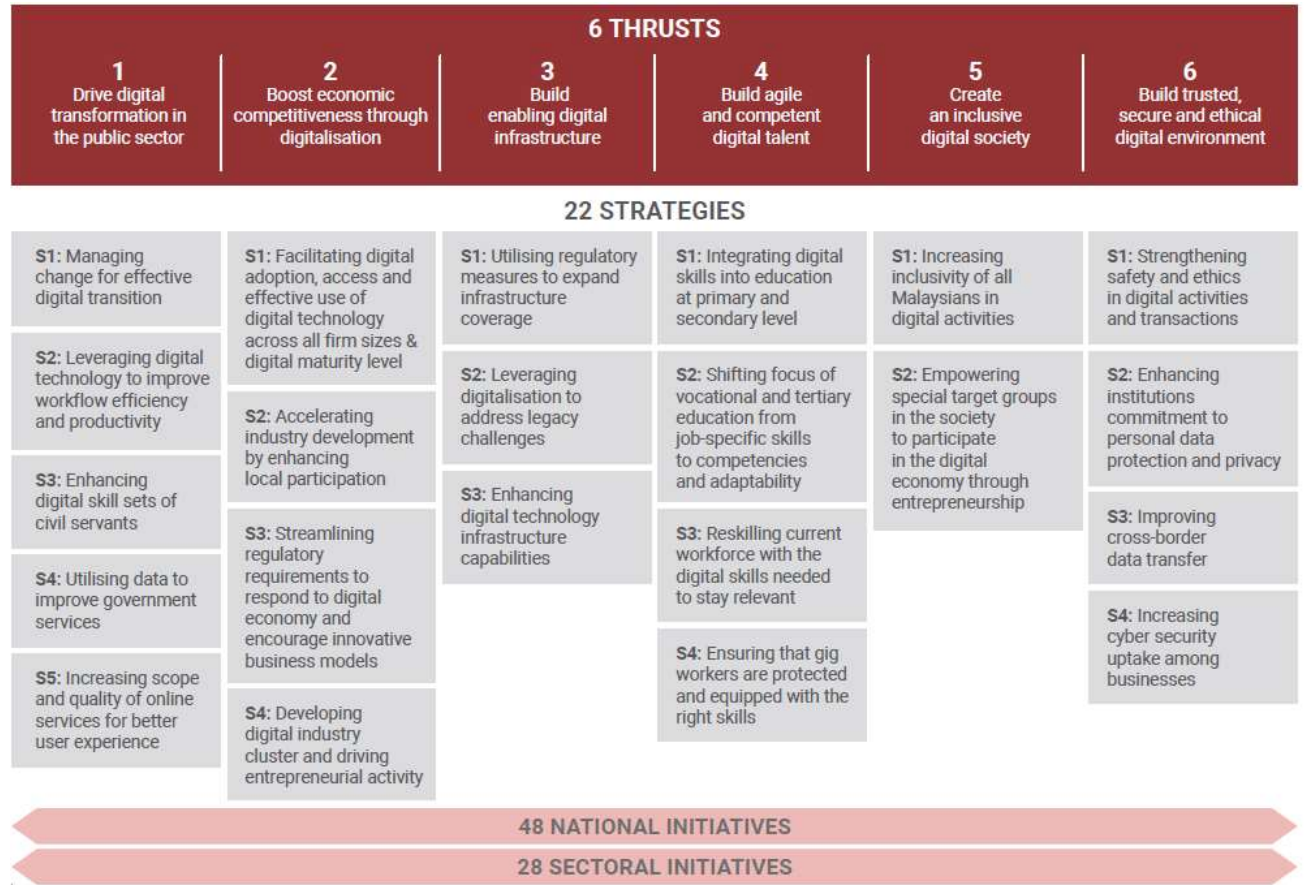 6 THRUSTS
1
Drive digital
transformation in
the public sector
2
Boost economic
competitiveness through
digitalisation
3
Build
enabling digital
infrastructure
4
Build agile
and competent
digital talent
5
Create
an inclusive
digital society
6
Build trusted,
secure and ethical
digital environment
22 STRATEGIES
S1: Managing
change for effective
digital transition
S2: Leveraging digital
technology to improve
workflow efficiency
and productivity
S3: Enhancing
digital skill sets of
civil servants
S4: Utilising data to
improve government
services
S5: Increasing scope
and quality of online
services for better
user experience
S1: Facilitating digital
adoption, access and
effective use of
digital technology
across all firm sizes &
digital maturity level
S2: Accelerating
industry development
by enhancing
local participation
S3: Streamlining
regulatory
requirements to
respond to digital
economy and
encourage innovative
business models
S4: Developing
digital industry
cluster and driving
entrepreneurial activity
S1: Utilising regulatory
measures to expand
infrastructure
coverage
S2: Leveraging
digitalisation to
address legacy
challenges
S3: Enhancing
digital technology
infrastructure
capabilities
S1: Integrating digital
skills into education
at primary and
secondary level
S2: Shifting focus of
vocational and tertiary
education from
job-specific skills
to competencies
and adaptability
S3: Reskilling current
workforce with the
digital skills needed
to stay relevant
S4: Ensuring that gig
workers are protected
and equipped with the
right skills
S1: Increasing
inclusivity of all
Malaysians in
digital activities
S2: Empowering
special target groups
in the society
to participate
in the digital
economy through
entrepreneurship
S1: Strengthening
safety and ethics
in digital activities
and transactions
S2: Enhancing
institutions
commitment to
personal data
protection and privacy
S3: Improving
cross-border
data transfer
S4: Increasing
cyber security
uptake among
businesses
48 NATIONAL INITIATIVES
28 SECTORAL INITIATIVES